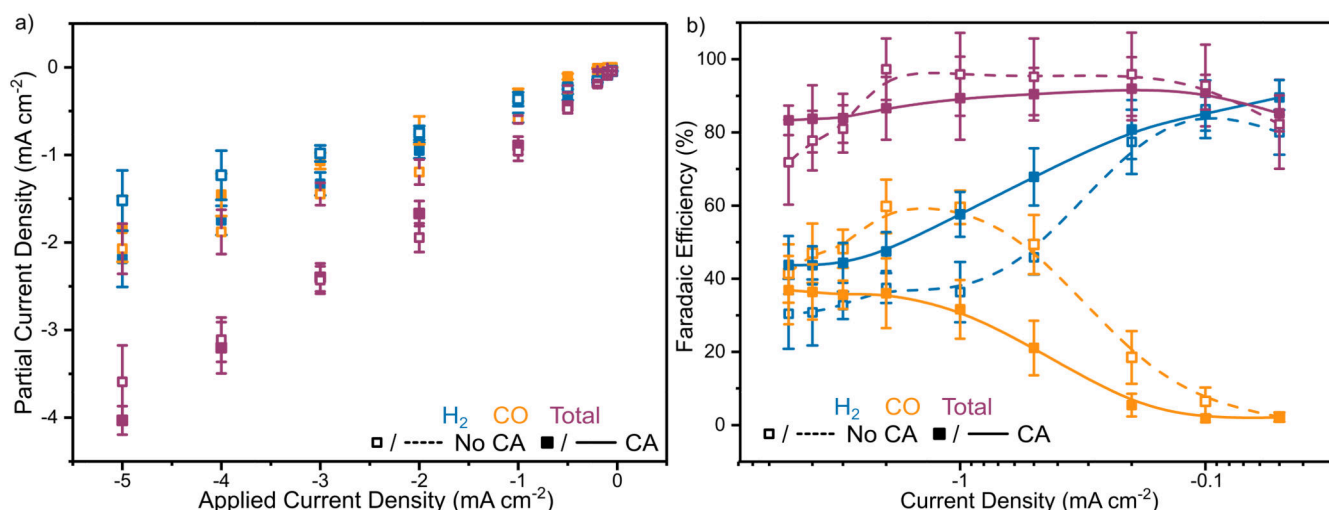 a)
0
-1
-2
-3
-4
Partial Current Density (mA cm⁻²)
H₂ CO Total
/ ----- No CA / — CA
-5 -4 -3 -2 -1 0
Applied Current Density (mA cm⁻²)
b)
100
80
60
40
20
0
Faradaic Efficiency (%)
H₂ CO Total
/ ----- No CA / — CA
-1 -0.1
Current Density (mA cm⁻²)